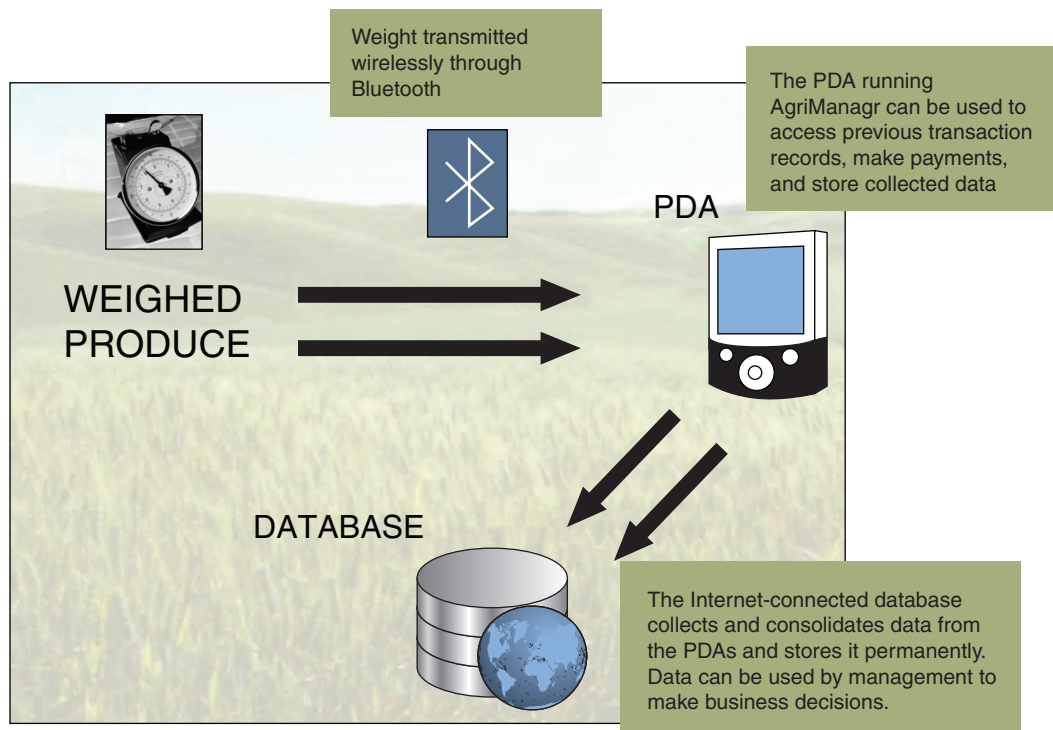 Weight transmitted
wirelessly through
Bluetooth
The PDA running
AgriManagr can be used to
access previous transaction
records, make payments,
and store collected data
PDA
WEIGHED
PRODUCE
DATABASE
The Internet-connected database
collects and consolidates data from
the PDAs and stores it permanently.
Data can be used by management to
make business decisions.